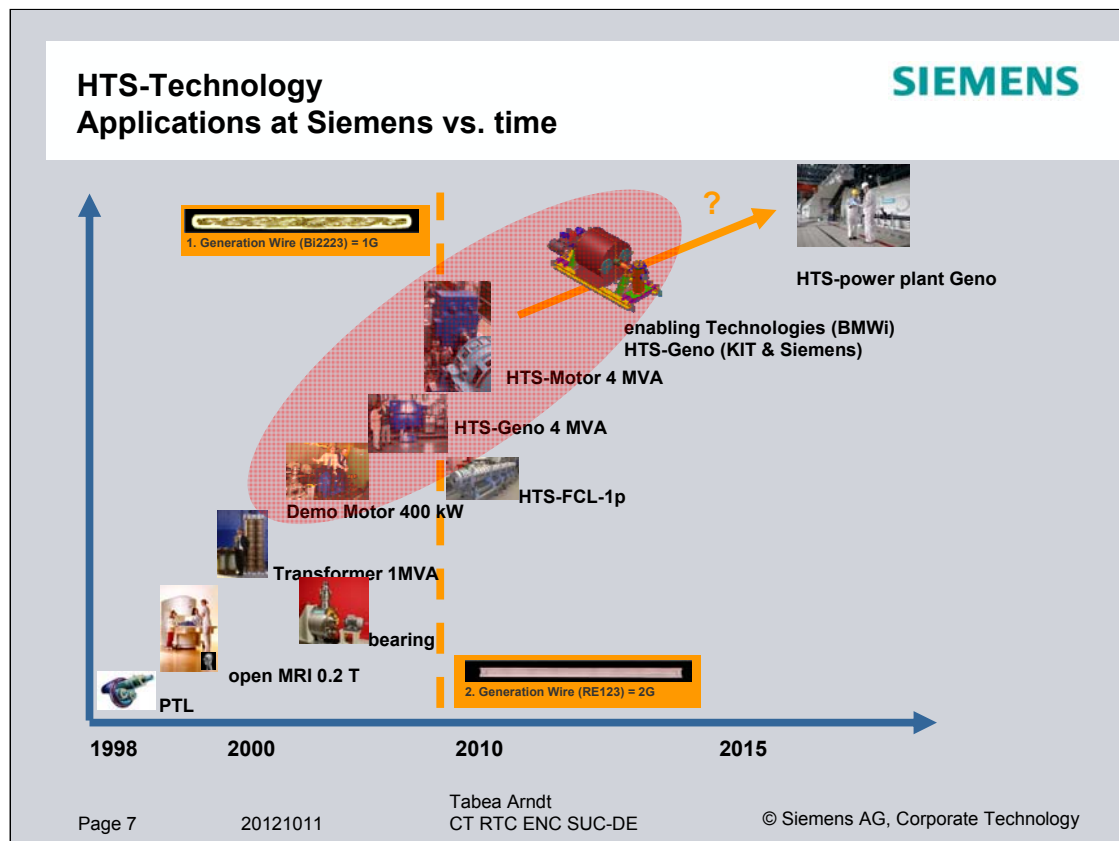 HTS-Technology
Applications at Siemens vs. time
SIEMENS
1. Generation Wire (Bi2223) = 1G
?
HTS-power plant Geno
enabling Technologies (BMWi)
HTS-Geno (KIT & Siemens)
HTS-Motor 4 MVA
HTS-Geno 4 MVA
HTS-FCL-1p
Demo Motor 400 kW
Transformer 1MVA
bearing
open MRI 0.2 T
2. Generation Wire (RE123) = 2G
PTL
1998
2000
2010
2015
Page 7
20121011
Tabea Arndt
CT RTC ENC SUC-DE
© Siemens AG, Corporate Technology